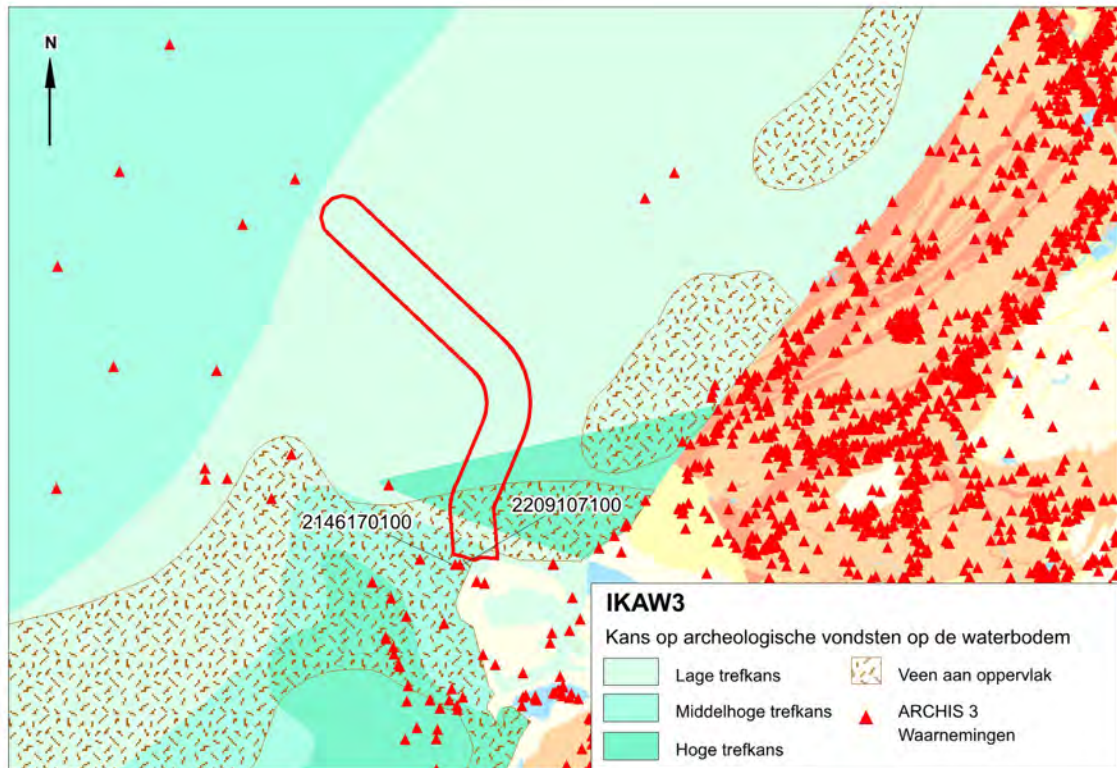 N
2146170100
2209107100
IKAW3
Kans op archeologische vondsten op de waterbodem
Lage trefkans
Veen aan oppervlak
Middelhoge trefkans
ARCHIS 3
Waarnemingen
Hoge trefkans